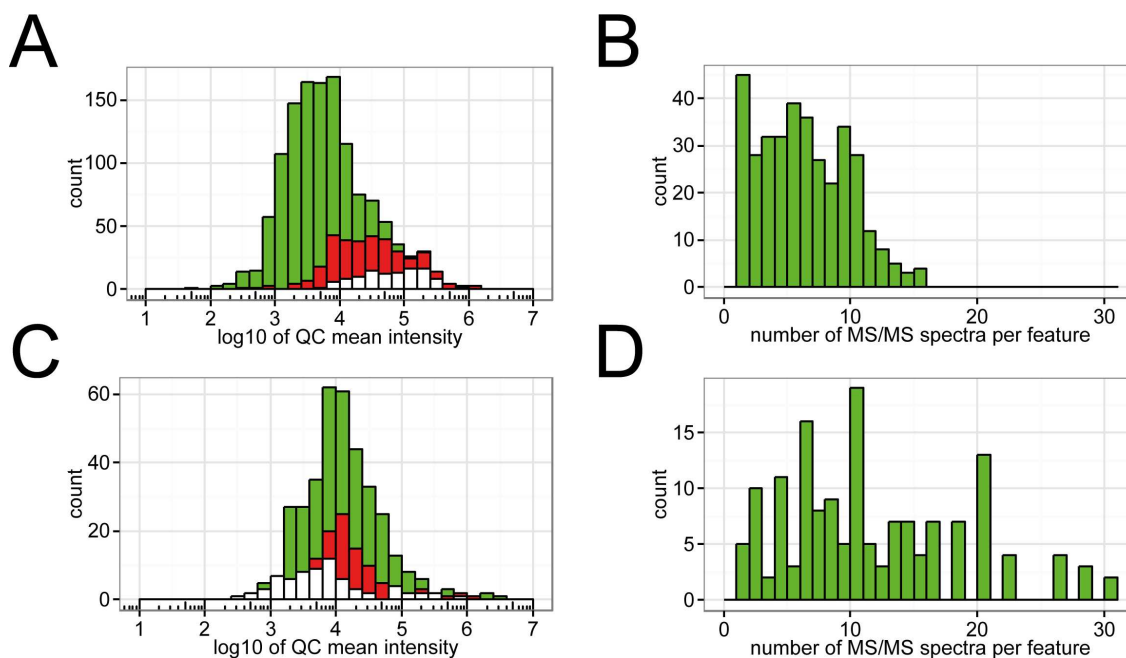 A
150
100
50
0
count
1 2 3 4 5 6 7
log10 of QC mean intensity
B
40
30
20
10
0
count
0 10 20 30
number of MS/MS spectra per feature
C
60
40
20
0
count
1 2 3 4 5 6 7
log10 of QC mean intensity
D
15
10
5
0
count
0 10 20 30
number of MS/MS spectra per feature